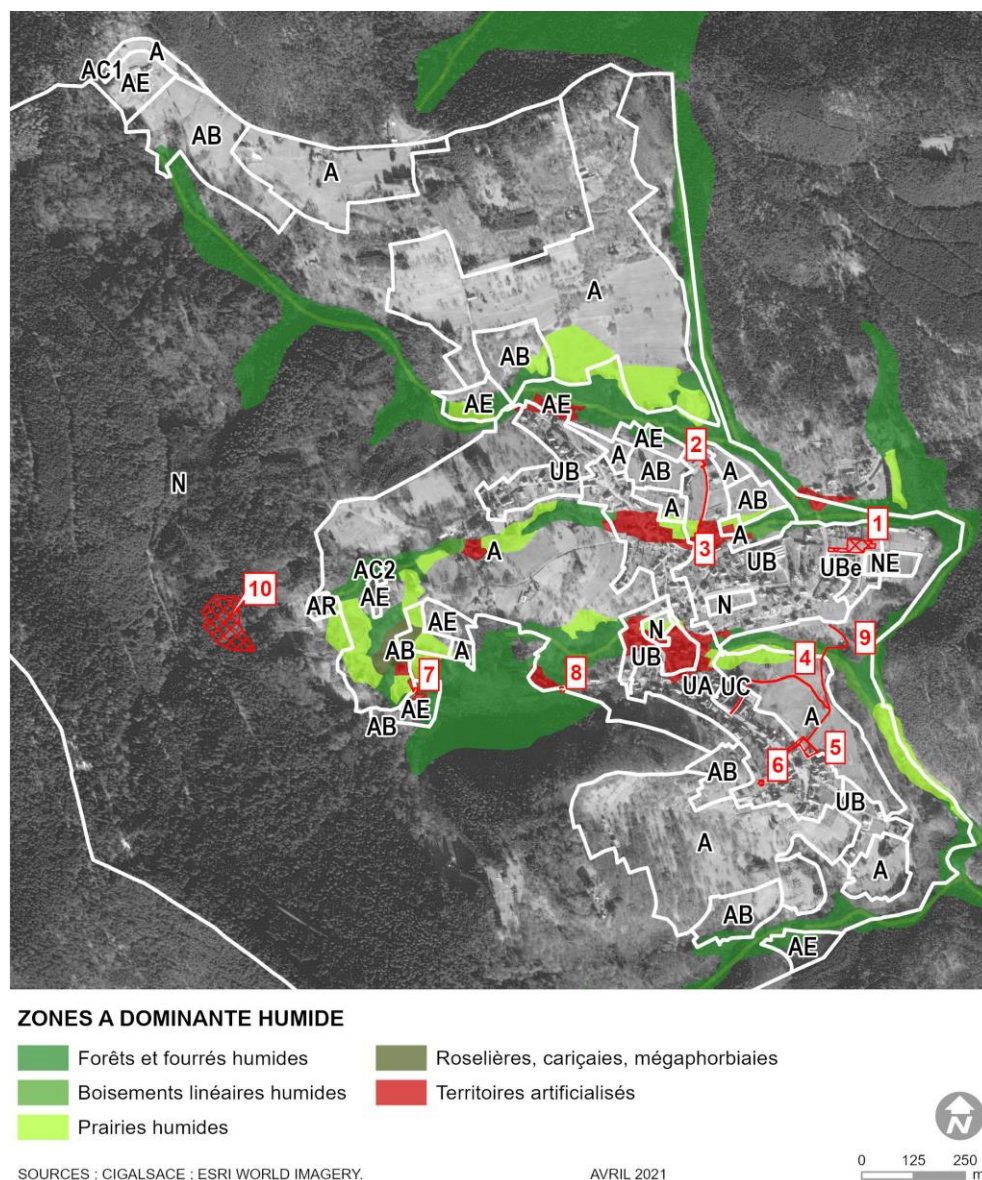 A
AC1
AE
AB
A
A
AB
AE
AE
AE
2
A
AB
A
UB
AB
N
A
1
3
A
UB
UBe
NE
A
AC2
AE
10
AR
AE
N
N
9
AB
A
UB
4
7
8
UA
UC
AE
A
AB
5
6
AB
UB
A
A
AB
AE
ZONES A DOMINANTE HUMIDE
Forêts et fourrés humides
Roselières, cariçaies, mégaphorbiaies
Boisements linéaires humides
Territoires artificialisés
Prairies humides
N
SOURCES : CIGALSACE ; ESRI WORLD IMAGERY.
AVRIL 2021
0 125 250
m